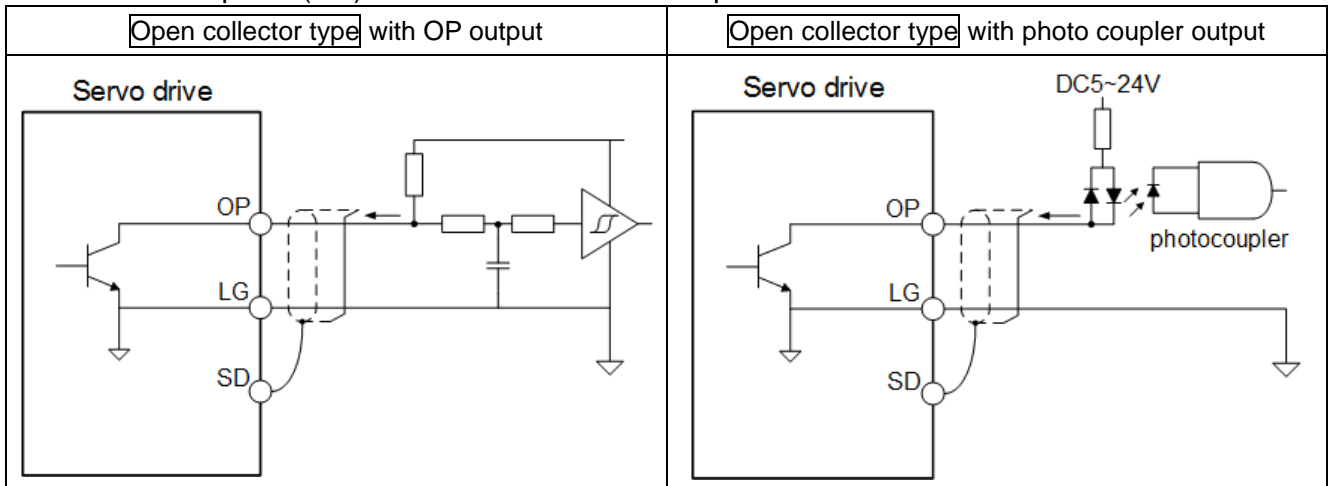 Open collector type with OP output
Open collector type with photo coupler output
Servo drive
OP
LG
SD
Servo drive
DC5~24V
OP
photocoupler
LG
SD